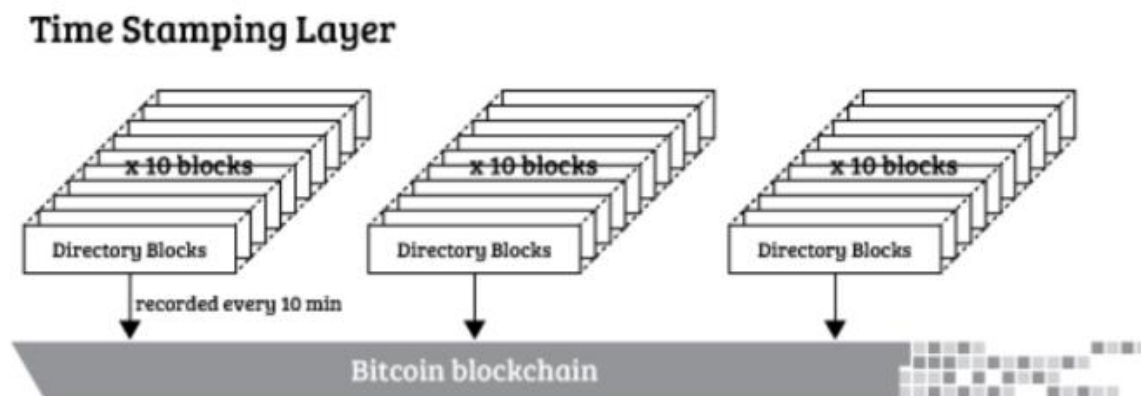 Time Stamping Layer
x 10 blocks
x 10 blocks
x 10 blocks
Directory Blocks
Directory Blocks
Directory Blocks
recorded every 10 min
Bitcoin blockchain